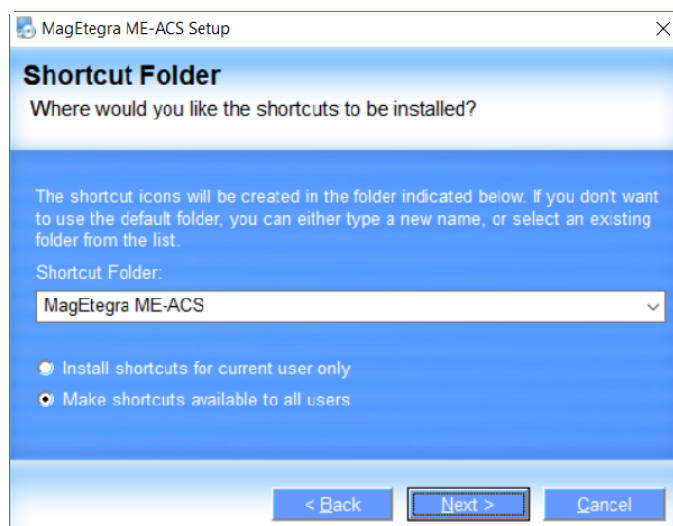 MagEtegra ME-ACS Setup
Shortcut Folder
Where would you like the shortcuts to be installed?
The shortcut icons will be created in the folder indicated below. If you don't want
to use the default folder, you can either type a new name, or select an existing
folder from the list.
Shortcut Folder:
MagEtegra ME-ACS
Install shortcuts for current user only
Make shortcuts available to all users
< Back
Next >
Cancel